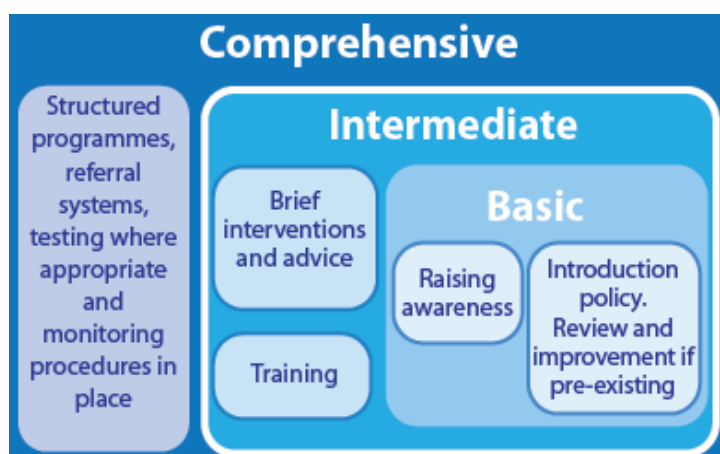 Comprehensive
Structured
programmes,
referral
systems,
testing where
appropriate
and
monitoring
procedures in
place
Intermediate
Brief
interventions
and advice
Training
Basic
Raising
awareness
Introduction
policy.
Review and
improvement if
pre-existing